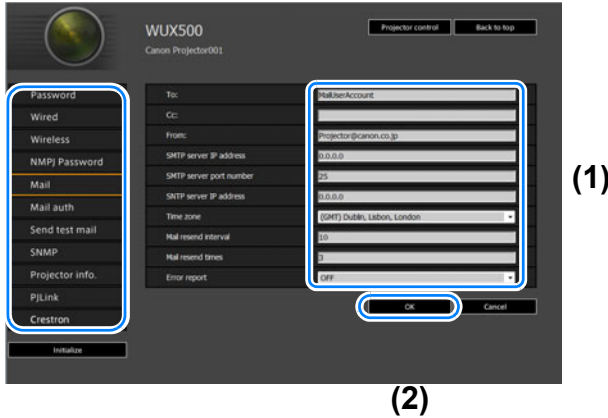 WUX500
Canon Projector001
Projector control
Back to top
Password
Wired
Wireless
NMPJ Password
Mail
Mail auth
Send test mail
SNMP
Projector info.
PJLink
Crestron
Initialize
To: MailUserAccount
Cc:
From: Projector@canon.co.jp
SMTP server IP address 0.0.0.0
SMTP server port number 25
SNTP server IP address 0.0.0.0
Time zone (GMT) Dublin, Lisbon, London
Mail resend interval 10
Mail resend times 3
Error report OFF
OK Cancel
(1)
(2)